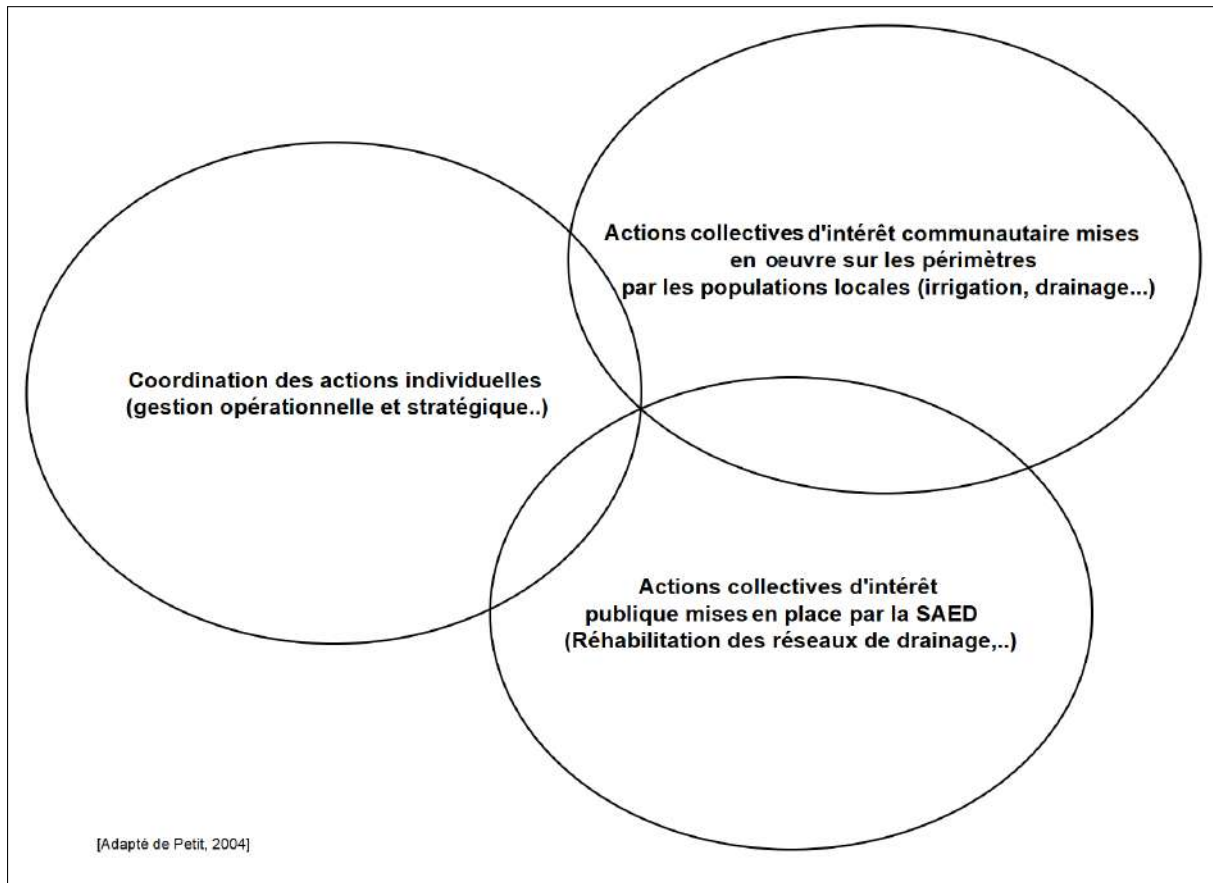 Actions collectives d'intérêt communautaire mises
en oeuvre sur les périmètres
par les populations locales (irrigation, drainage...)
Coordination des actions individuelles
(gestion opérationnelle et stratégique..)
Actions collectives d'intérêt
publique mises en place par la SAED
(Réhabilitation des réseaux de drainage,..)
[Adapté de Petit, 2004]